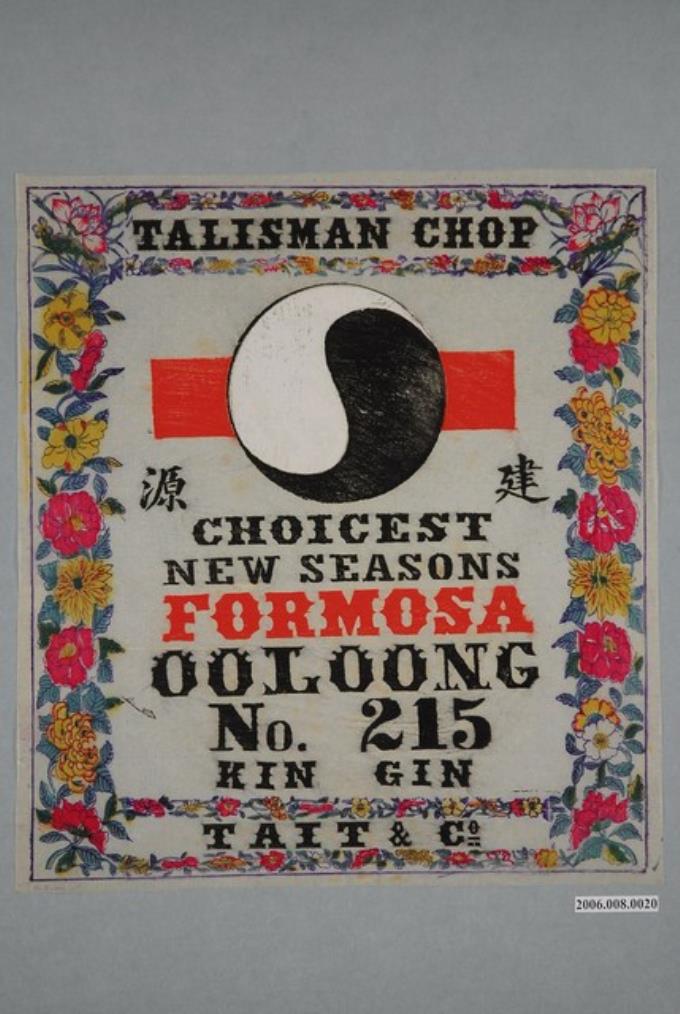 TALISMAN CHOP
源 建
CHOICEST
NEW SEASONS
FORMOSA
OOLOONG
No. 215
KIN GIN
TAIT & Co
2006.008.0020